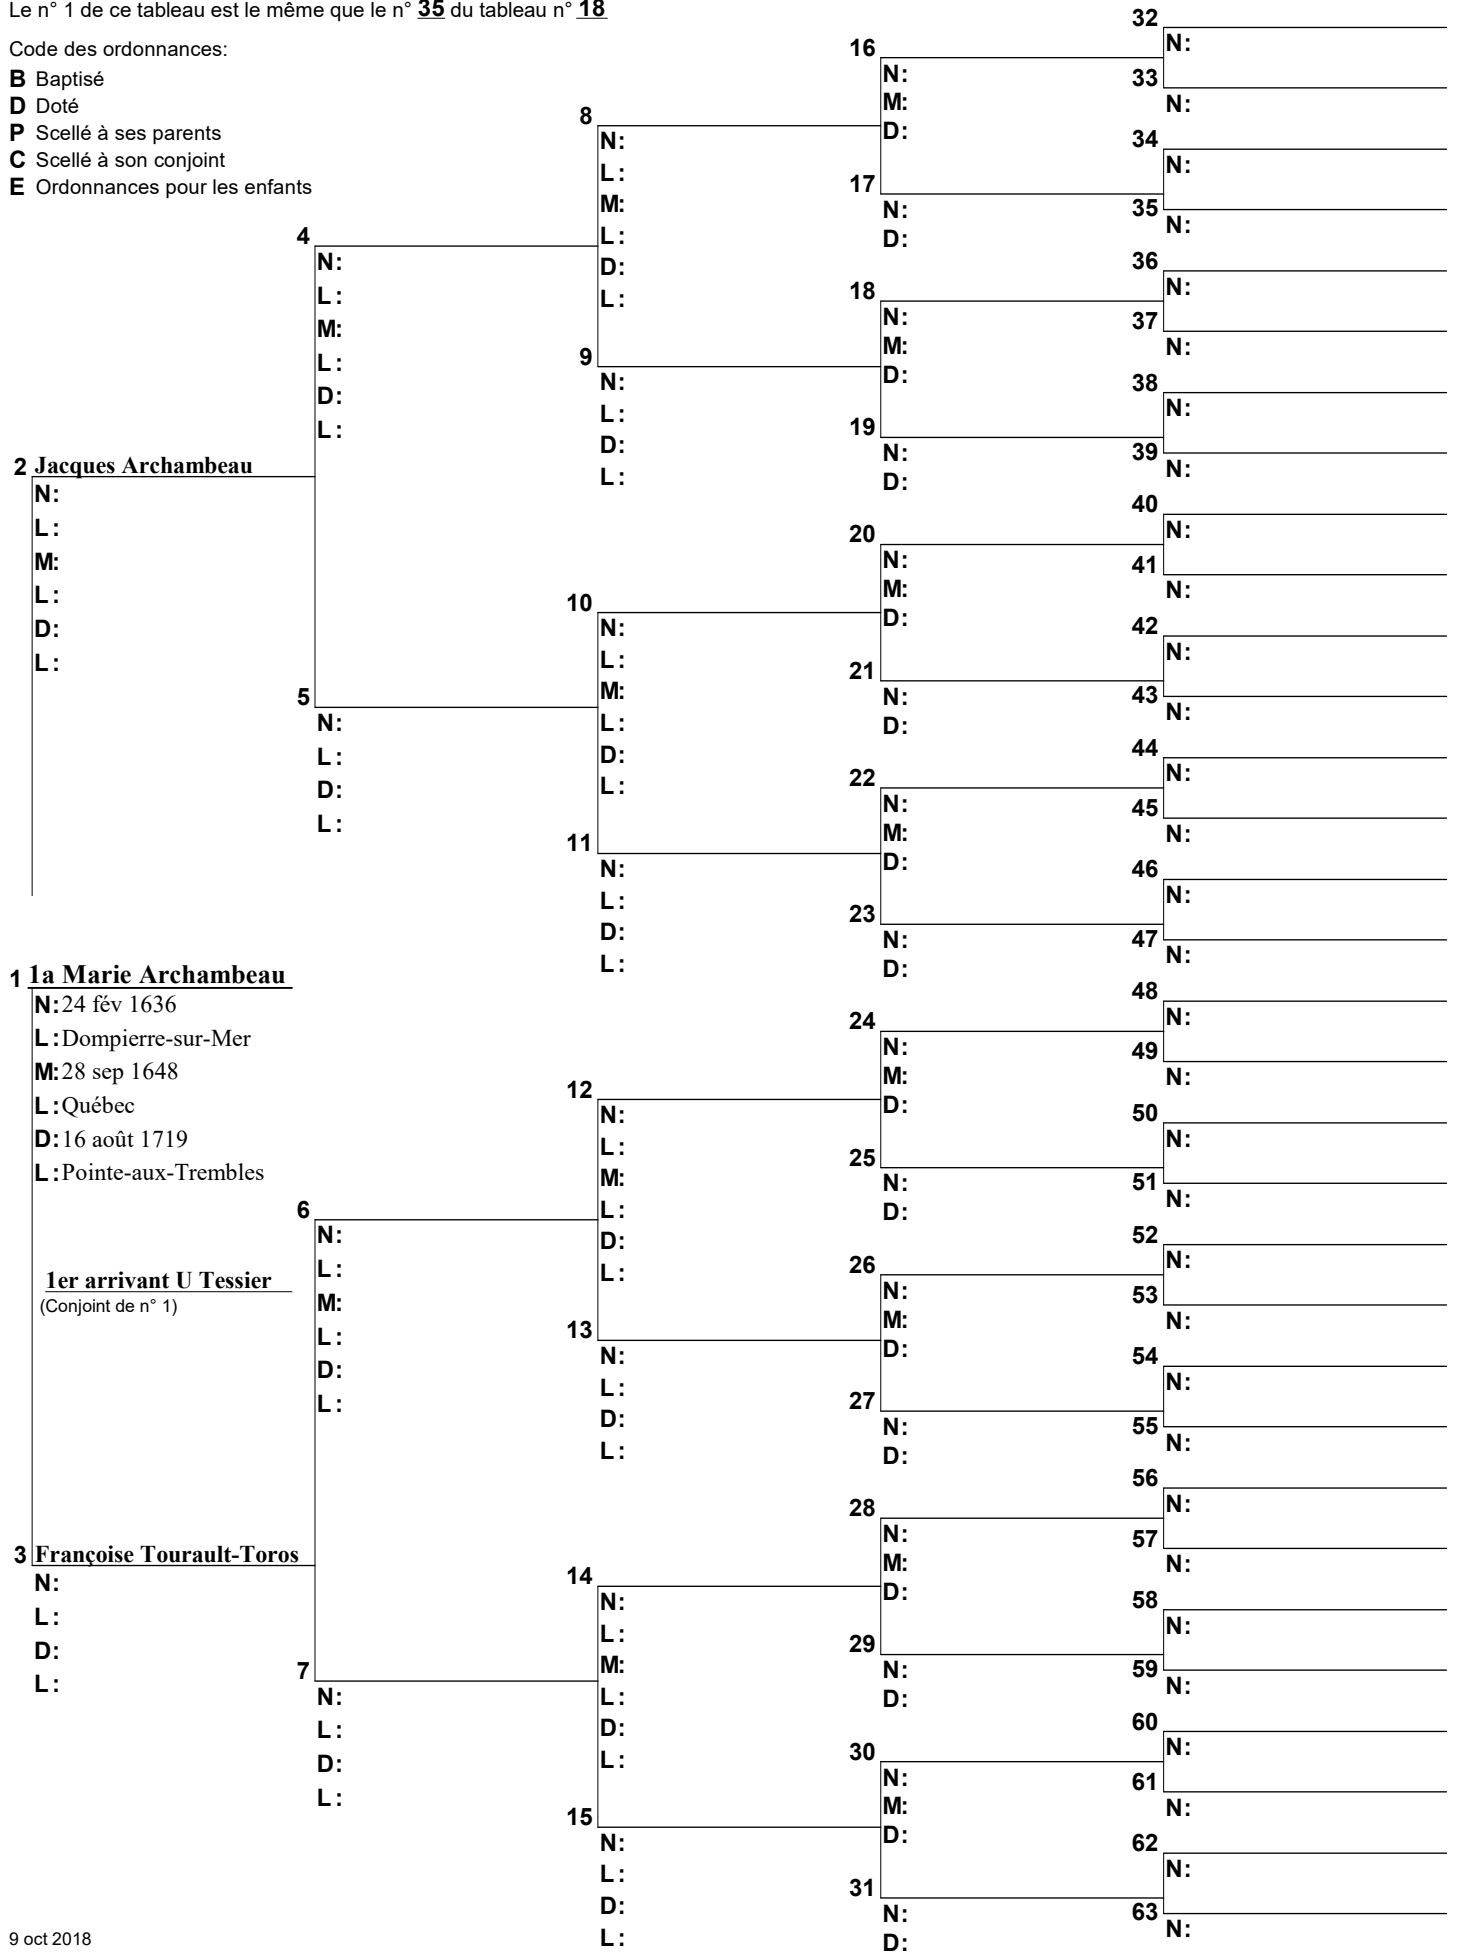 Le n° 1 de ce tableau est le même que le n° 35 du tableau n° 18
Code des ordonnances:
B Baptisé
D Doté
P Scellé à ses parents
C Scellé à son conjoint
E Ordonnances pour les enfants
2 Jacques Archambeau
N:
L:
M:
L:
D:
L:
1 1a Marie Archambeau
N: 24 fév 1636
L: Dompierre-sur-Mer
M: 28 sep 1648
L: Québec
D: 16 août 1719
L: Pointe-aux-Trembles
1er arrivant U Tessier
(Conjoint de n° 1)
3 Françoise Tourault-Toros
N:
L:
D:
L:
9 oct 2018
4
N:
L:
M:
L:
D:
L:
5
N:
L:
D:
L:
6
N:
L:
M:
L:
D:
L:
7
N:
L:
D:
L:
8
N:
L:
M:
L:
D:
L:
9
N:
L:
D:
L:
10
N:
L:
M:
L:
D:
L:
11
N:
L:
D:
L:
12
N:
L:
M:
L:
D:
L:
13
N:
L:
D:
L:
14
N:
L:
M:
L:
D:
L:
15
N:
L:
D:
L:
16
N:
M:
D:
17
N:
D:
18
N:
M:
D:
19
N:
D:
20
N:
M:
D:
21
N:
D:
22
N:
M:
D:
23
N:
D:
24
N:
M:
D:
25
N:
D:
26
N:
M:
D:
27
N:
D:
28
N:
M:
D:
29
N:
D:
30
N:
M:
D:
31
N:
D:
32
N:
33
N:
34
N:
35
N:
36
N:
37
N:
38
N:
39
N:
40
N:
41
N:
42
N:
43
N:
44
N:
45
N:
46
N:
47
N:
48
N:
49
N:
50
N:
51
N:
52
N:
53
N:
54
N:
55
N:
56
N:
57
N:
58
N:
59
N:
60
N:
61
N:
62
N:
63
N: